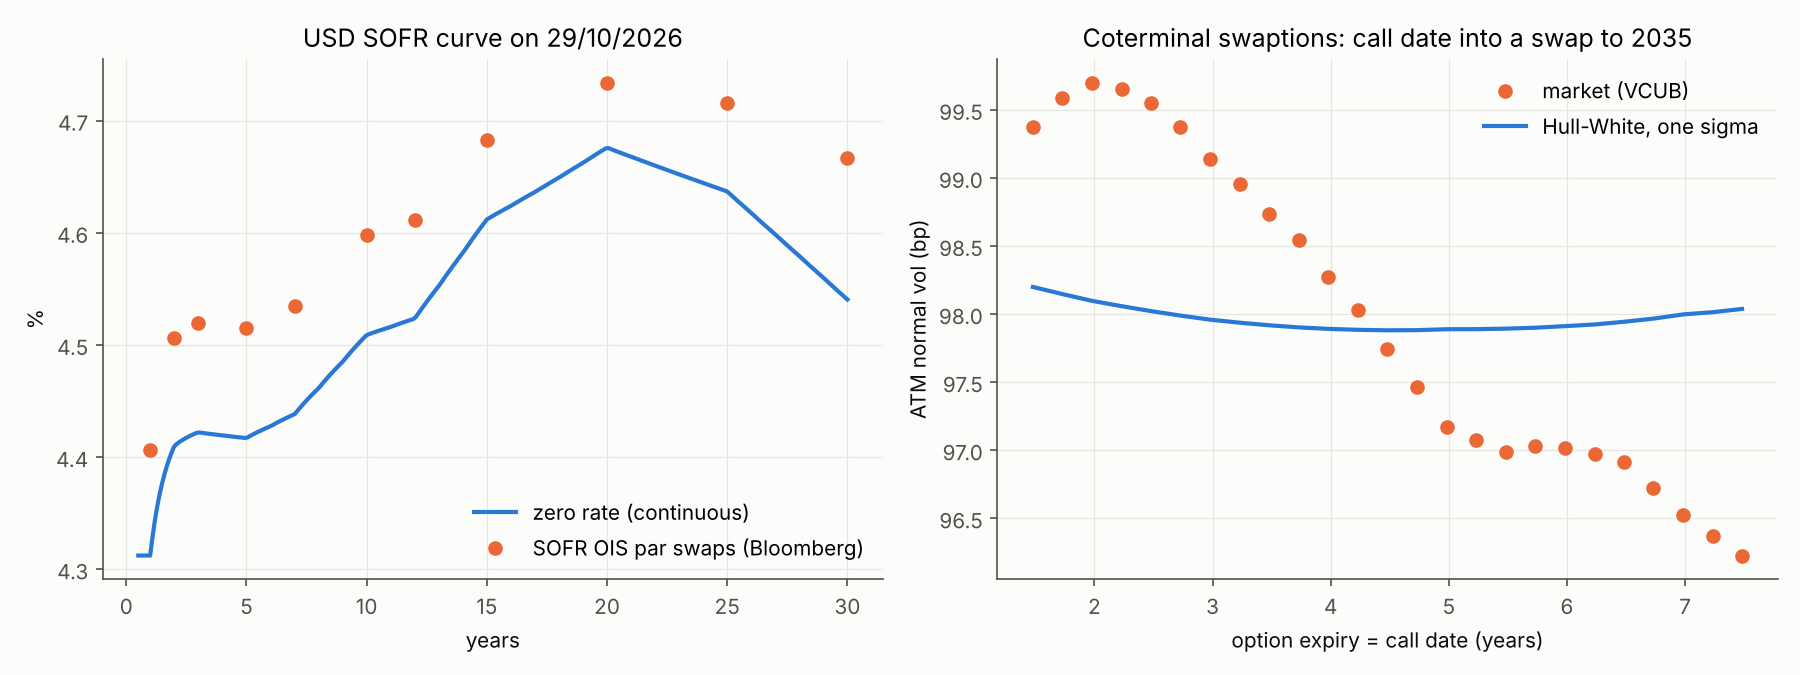 USD SOFR curve on 29/10/2026
%
4.7
4.6
4.5
4.4
4.3
zero rate (continuous)
SOFR OIS par swaps (Bloomberg)
0 5 10 15 20 25 30
years
Coterminal swaptions: call date into a swap to 2035
ATM normal vol (bp)
99.5
99.0
98.5
98.0
97.5
97.0
96.5
market (VCUB)
Hull-White, one sigma
2 3 4 5 6 7
option expiry = call date (years)